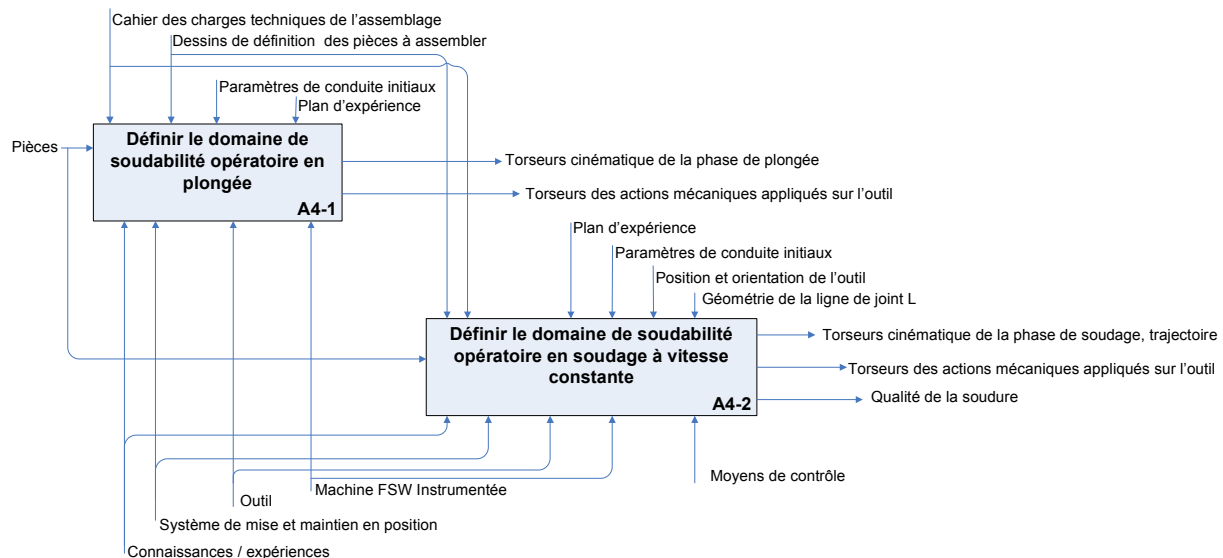 Cahier des charges techniques de l'assemblage
Dessins de définition des pièces à assembler
Paramètres de conduite initiaux
Plan d'expérience
Pièces
Définir le domaine de
soudabilité opératoire en
plongée
A4-1
Torseurs cinématique de la phase de plongée
Torseurs des actions mécaniques appliqués sur l'outil
Plan d'expérience
Paramètres de conduite initiaux
Position et orientation de l'outil
Géométrie de la ligne de joint L
Définir le domaine de soudabilité
opératoire en soudage à vitesse
constante
A4-2
Torseurs cinématique de la phase de soudage, trajectoire
Torseurs des actions mécaniques appliqués sur l'outil
Qualité de la soudure
Moyens de contrôle
Machine FSW Instrumentée
Outil
Système de mise et maintien en position
Connaissances / expériences